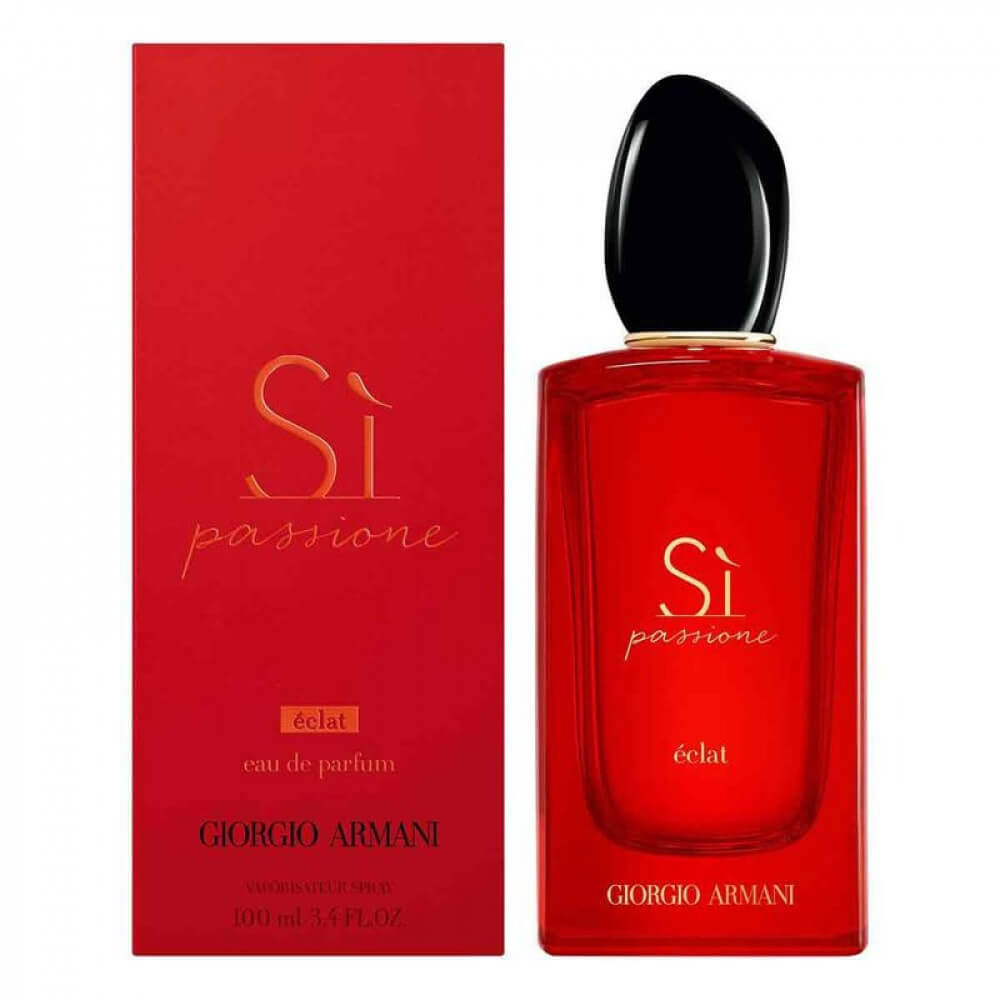 Sì
passione
éclat
eau de parfum
GIORGIO ARMANI
VAPORISATEUR SPRAY
100 ml 3.4 FL.OZ
Sì
passione
éclat
GIORGIO ARMANI